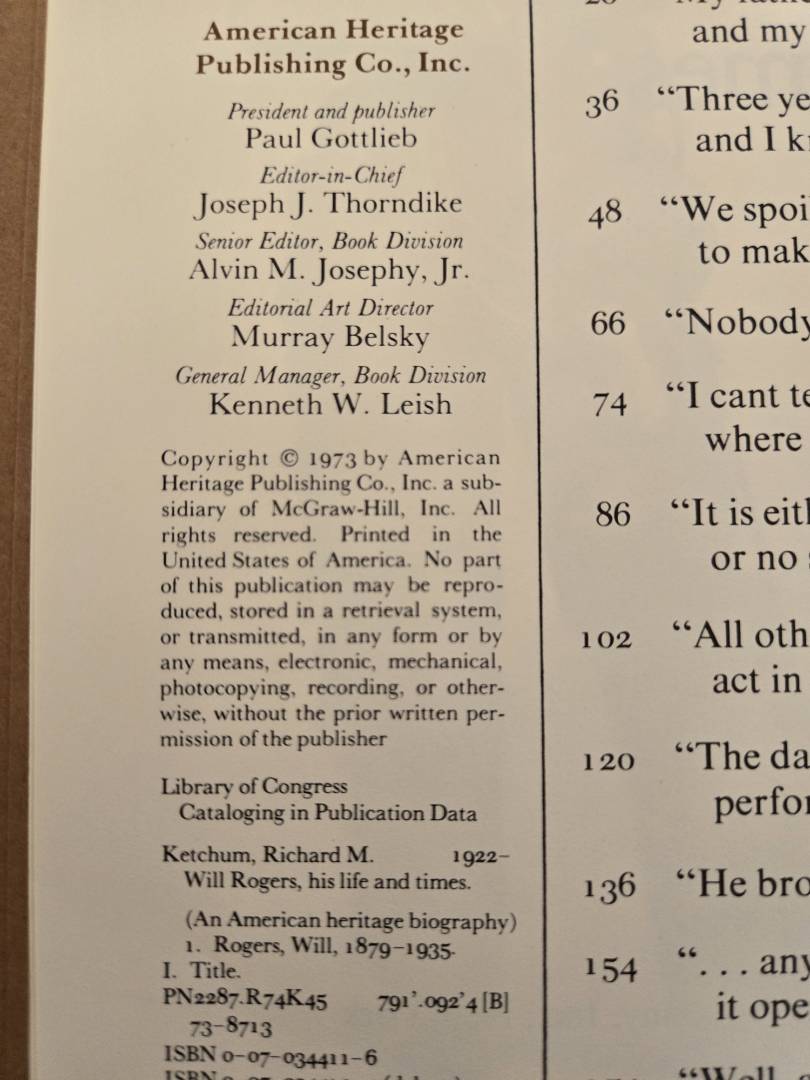 American Heritage
Publishing Co., Inc.
President and publisher
Paul Gottlieb
Editor-in-Chief
Joseph J. Thorndike
Senior Editor, Book Division
Alvin M. Josephy, Jr.
Editorial Art Director
Murray Belsky
General Manager, Book Division
Kenneth W. Leish
Copyright © 1973 by American
Heritage Publishing Co., Inc. a sub-
sidiary of McGraw-Hill, Inc. All
rights reserved. Printed in the
United States of America. No part
of this publication may be repro-
duced, stored in a retrieval system,
or transmitted, in any form or by
any means, electronic, mechanical,
photocopying, recording, or other-
wise, without the prior written per-
mission of the publisher
Library of Congress
Cataloging in Publication Data
Ketchum, Richard M. 1922–
Will Rogers, his life and times.
(An American heritage biography)
1. Rogers, Will, 1879–1935.
I. Title.
PN2287.R74K45 791'.092'4 [B]
73–8713
ISBN 0–07–034411–6
ISBN
and my
36 “Three ye
and I k
48 “We spoi
to mak
66 “Nobody
74 “I cant te
where
86 “It is eit
or no
102 “All oth
act in
120 “The da
perfor
136 “He bro
154 “. . . any
it ope